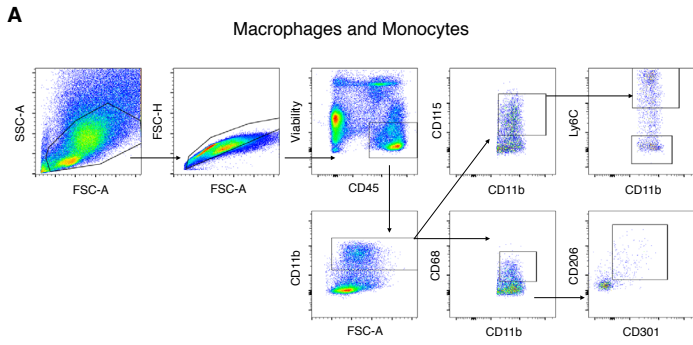 A
Macrophages and Monocytes
SSC-A
FSC-A
FSC-H
FSC-A
Viability
CD45
CD115
CD11b
Ly6C
CD11b
CD11b
FSC-A
CD68
CD11b
CD206
CD301